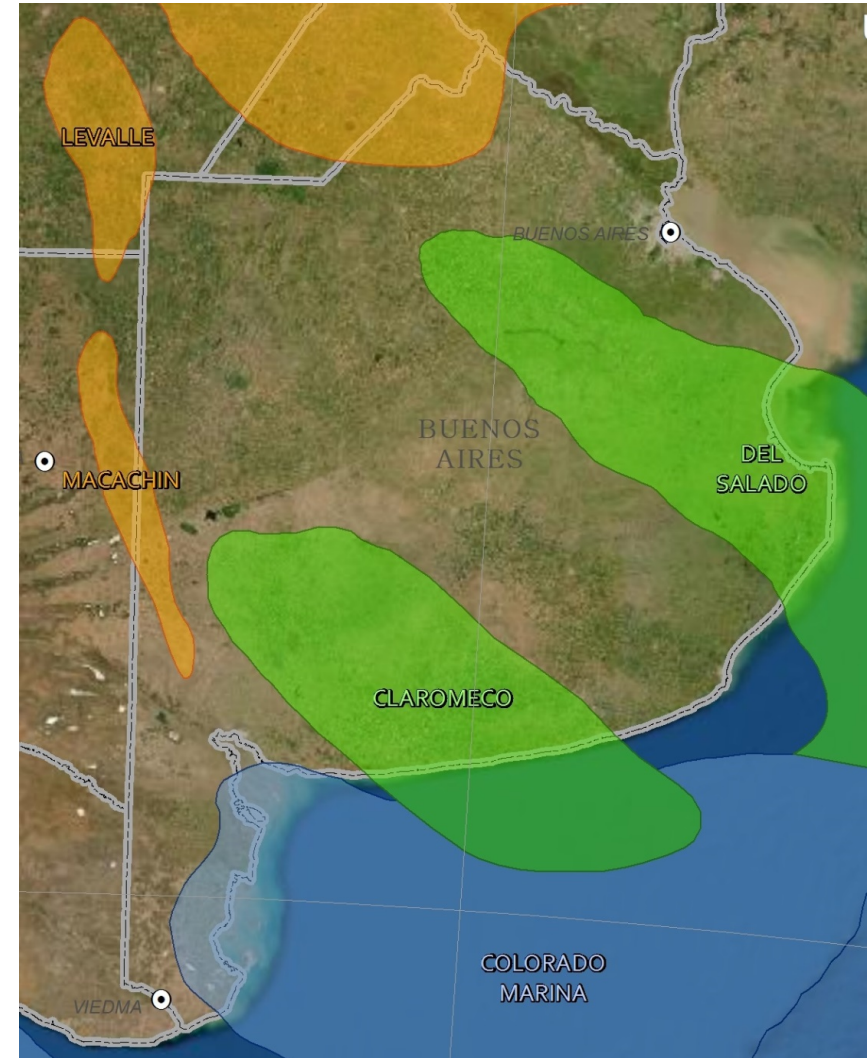 LEVALLE
BUENOS AIRES
BUENOS
AIRES
DEL
SALADO
MACACHIN
CLAROMECO
COLORADO
MARINA
VIEDMA